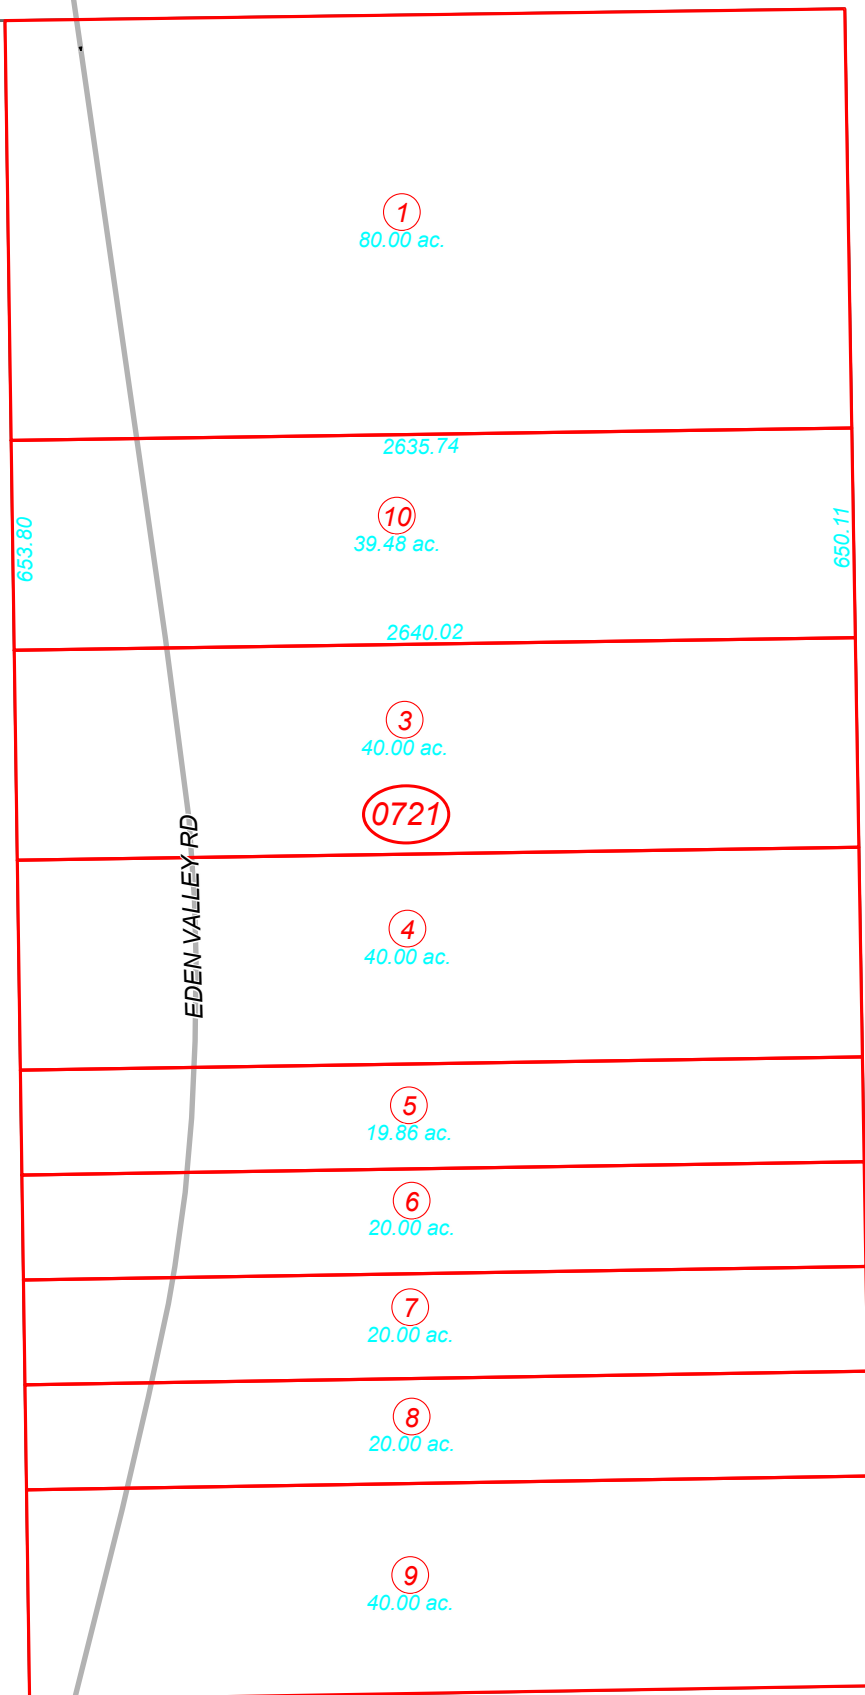 1
80.00 ac.
2635.74
653.80
10
39.48 ac.
650.11
2640.02
3
40.00 ac.
0721
EDEN VALLEY RD
4
40.00 ac.
5
19.86 ac.
6
20.00 ac.
7
20.00 ac.
8
20.00 ac.
9
40.00 ac.